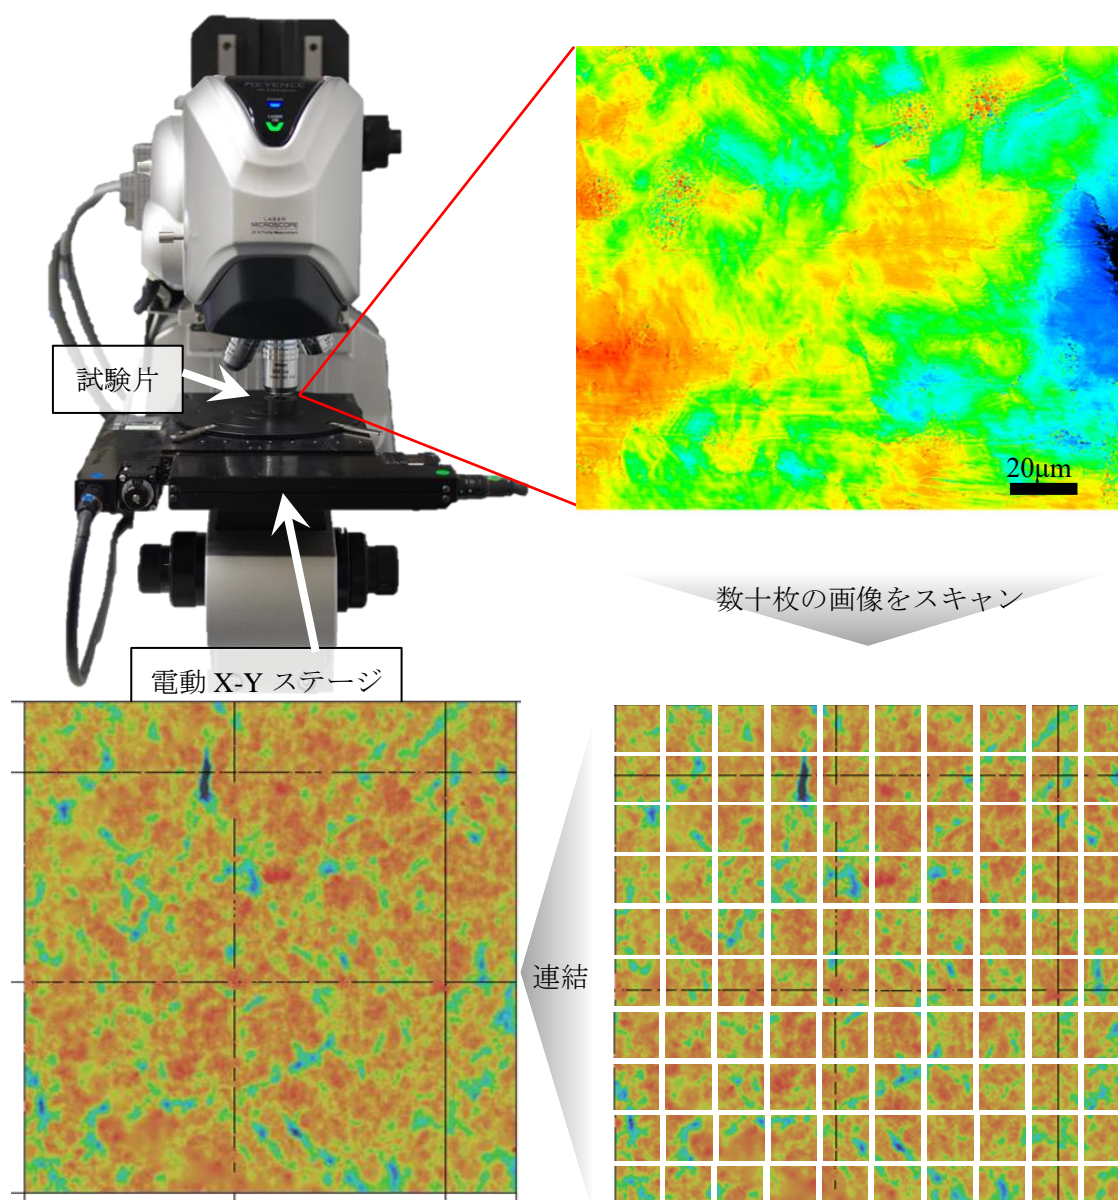 KEYENCE
LASER
MICROSCOPE
試験片
20μm
数十枚の画像をスキャン
電動 X-Y ステージ
連結